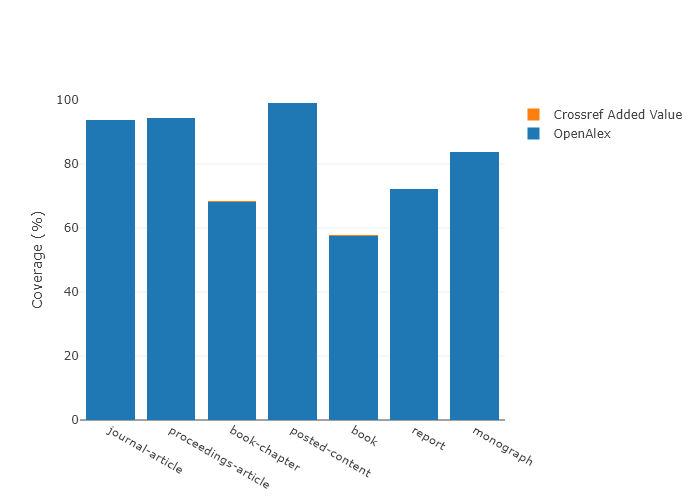 100
80
60
40
20
0
Coverage (%)
journal-article
proceedings-article
book-chapter
posted-content
book
report
monograph
Crossref Added Value
OpenAlex